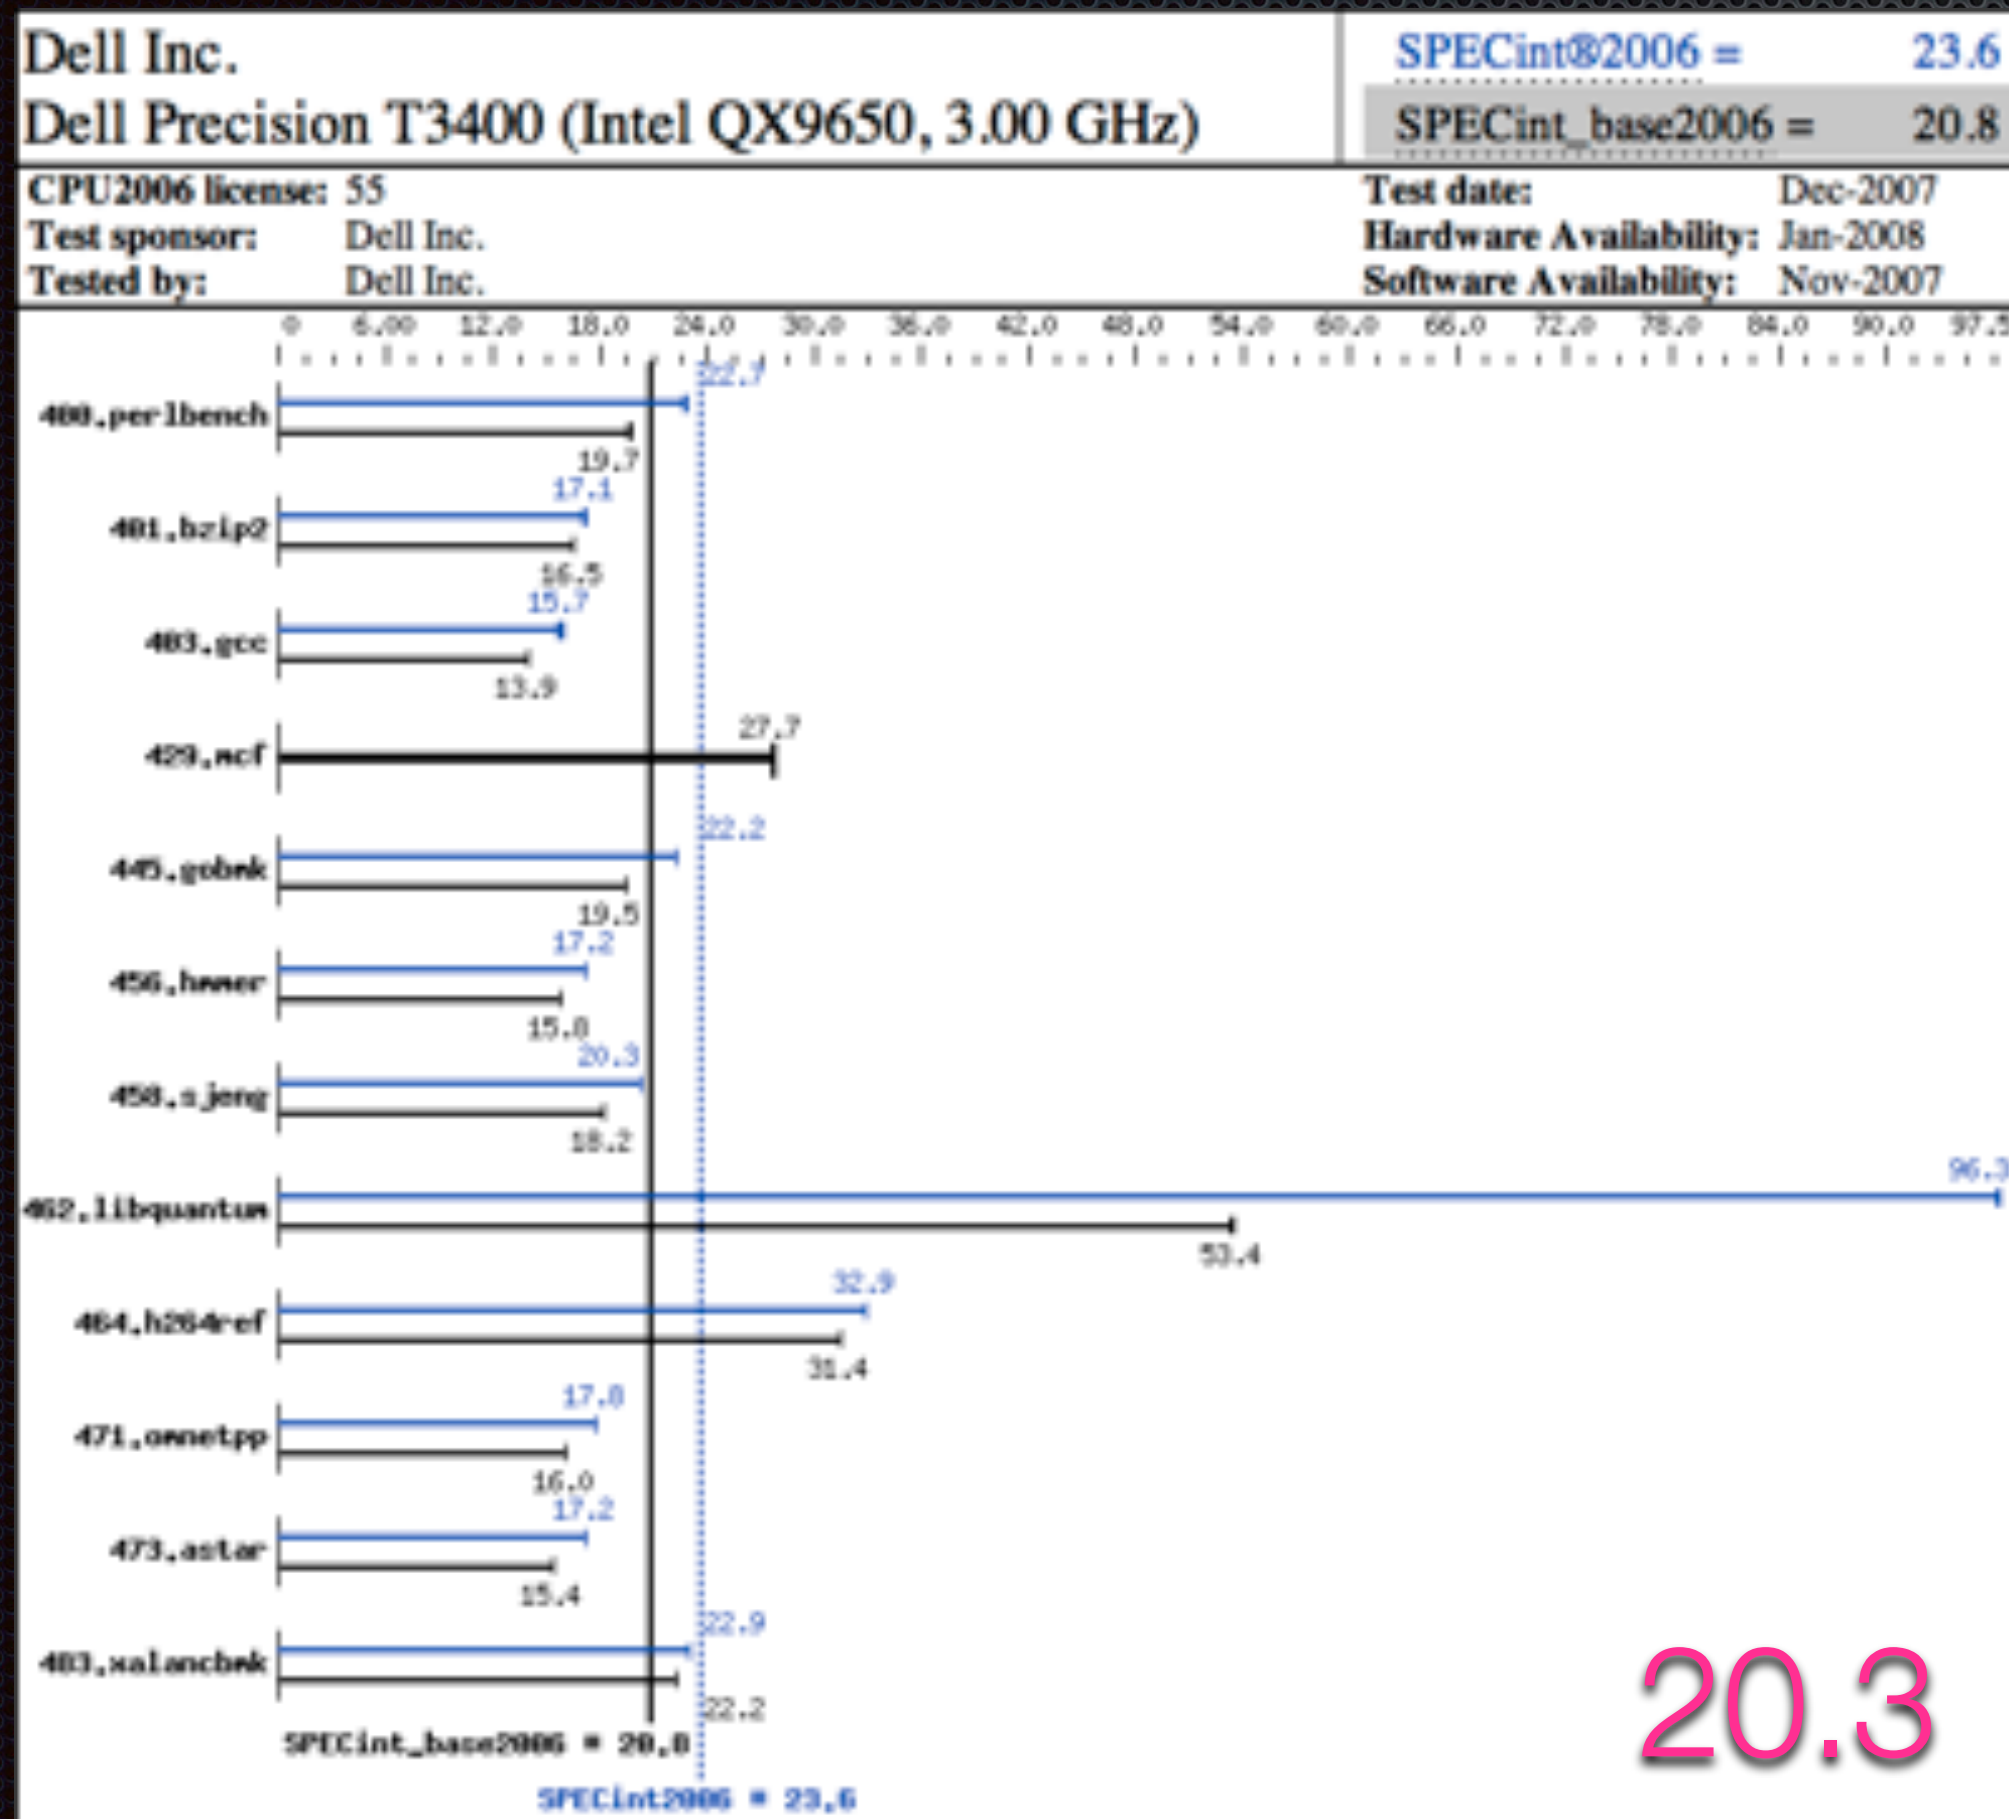 Dell Inc.
Dell Precision T3400 (Intel QX9650, 3.00 GHz)
SPECint®2006 = 23.6
SPECint_base2006 = 20.8
CPU2006 license: 55
Test sponsor: Dell Inc.
Tested by: Dell Inc.
Test date: Dec-2007
Hardware Availability: Jan-2008
Software Availability: Nov-2007
0 6.00 12.0 18.0 24.0 30.0 36.0 42.0 48.0 54.0 60.0 66.0 72.0 78.0 84.0 90.0 97.5
22.7
400.perlbench
19.7
17.1
401.bzip2
16.5
15.7
403.gcc
13.9
27.7
429.mcf
22.2
445.gobmk
19.5
17.2
456.hmmer
15.8
20.3
458.sjeng
18.2
96.3
462.libquantum
53.4
32.9
464.h264ref
31.4
17.8
471.omnetpp
16.0
17.2
473.astar
15.4
22.9
483.xalancbmk
22.2
SPECint_base2006 = 20.8
SPECint2006 = 23.6
20.3